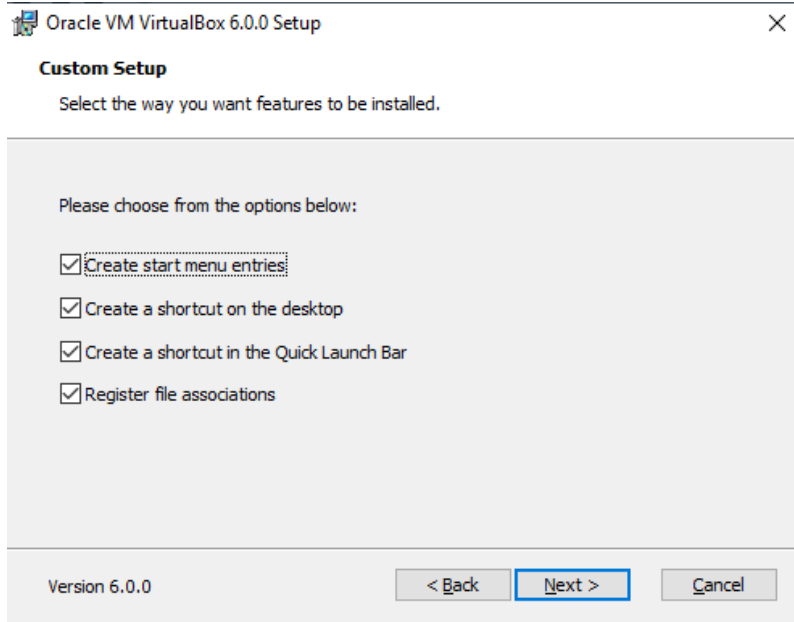 Oracle VM VirtualBox 6.0.0 Setup
Custom Setup
Select the way you want features to be installed.
Please choose from the options below:
Create start menu entries
Create a shortcut on the desktop
Create a shortcut in the Quick Launch Bar
Register file associations
Version 6.0.0
< Back
Next >
Cancel